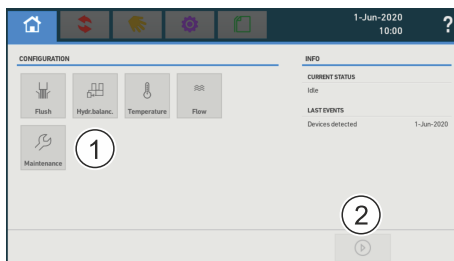 1-Jun-2020
10:00
?
CONFIGURATION
INFO
CURRENT STATUS
Idle
LAST EVENTS
Devices detected 1-Jun-2020
Flush Hydr.balanc. Temperature Flow
Maintenance
1
2